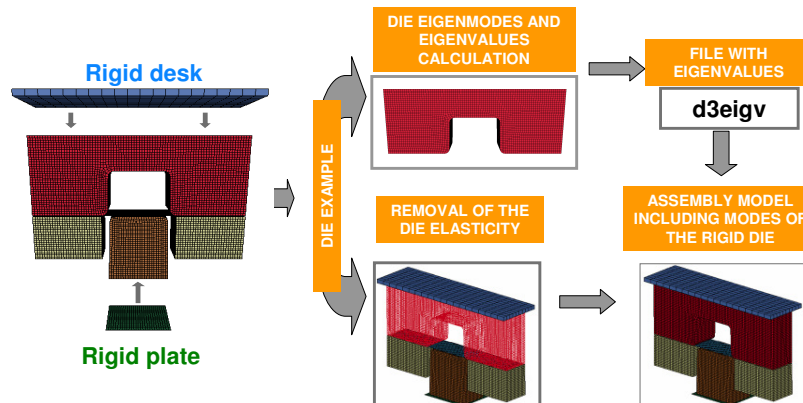 Rigid desk
Rigid plate
DIE EXAMPLE
DIE EIGENMODES AND
EIGENVALUES
CALCULATION
FILE WITH
EIGENVALUES
d3eigv
REMOVAL OF THE
DIE ELASTICITY
ASSEMBLY MODEL
INCLUDING MODES OF
THE RIGID DIE